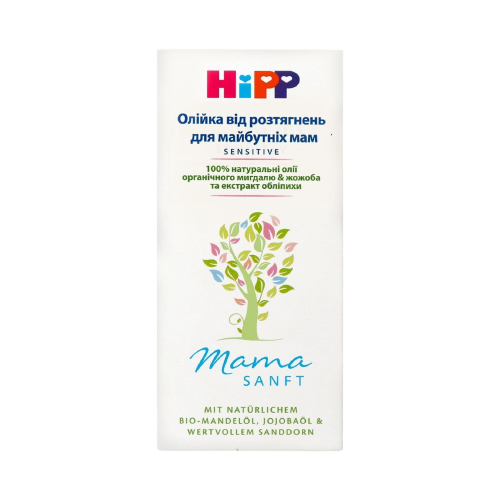 HiPP
Олійка від розтягнень
для майбутніх мам
SENSITIVE
100% натуральні олії
органічного мигдалю & жожоба
та екстракт обліпихи
Mama
SANFT
MIT NATÜRLICHEM
BIO-MANDELÖL, JOJOBAÖL &
WERTVOLLEM SANDDORN